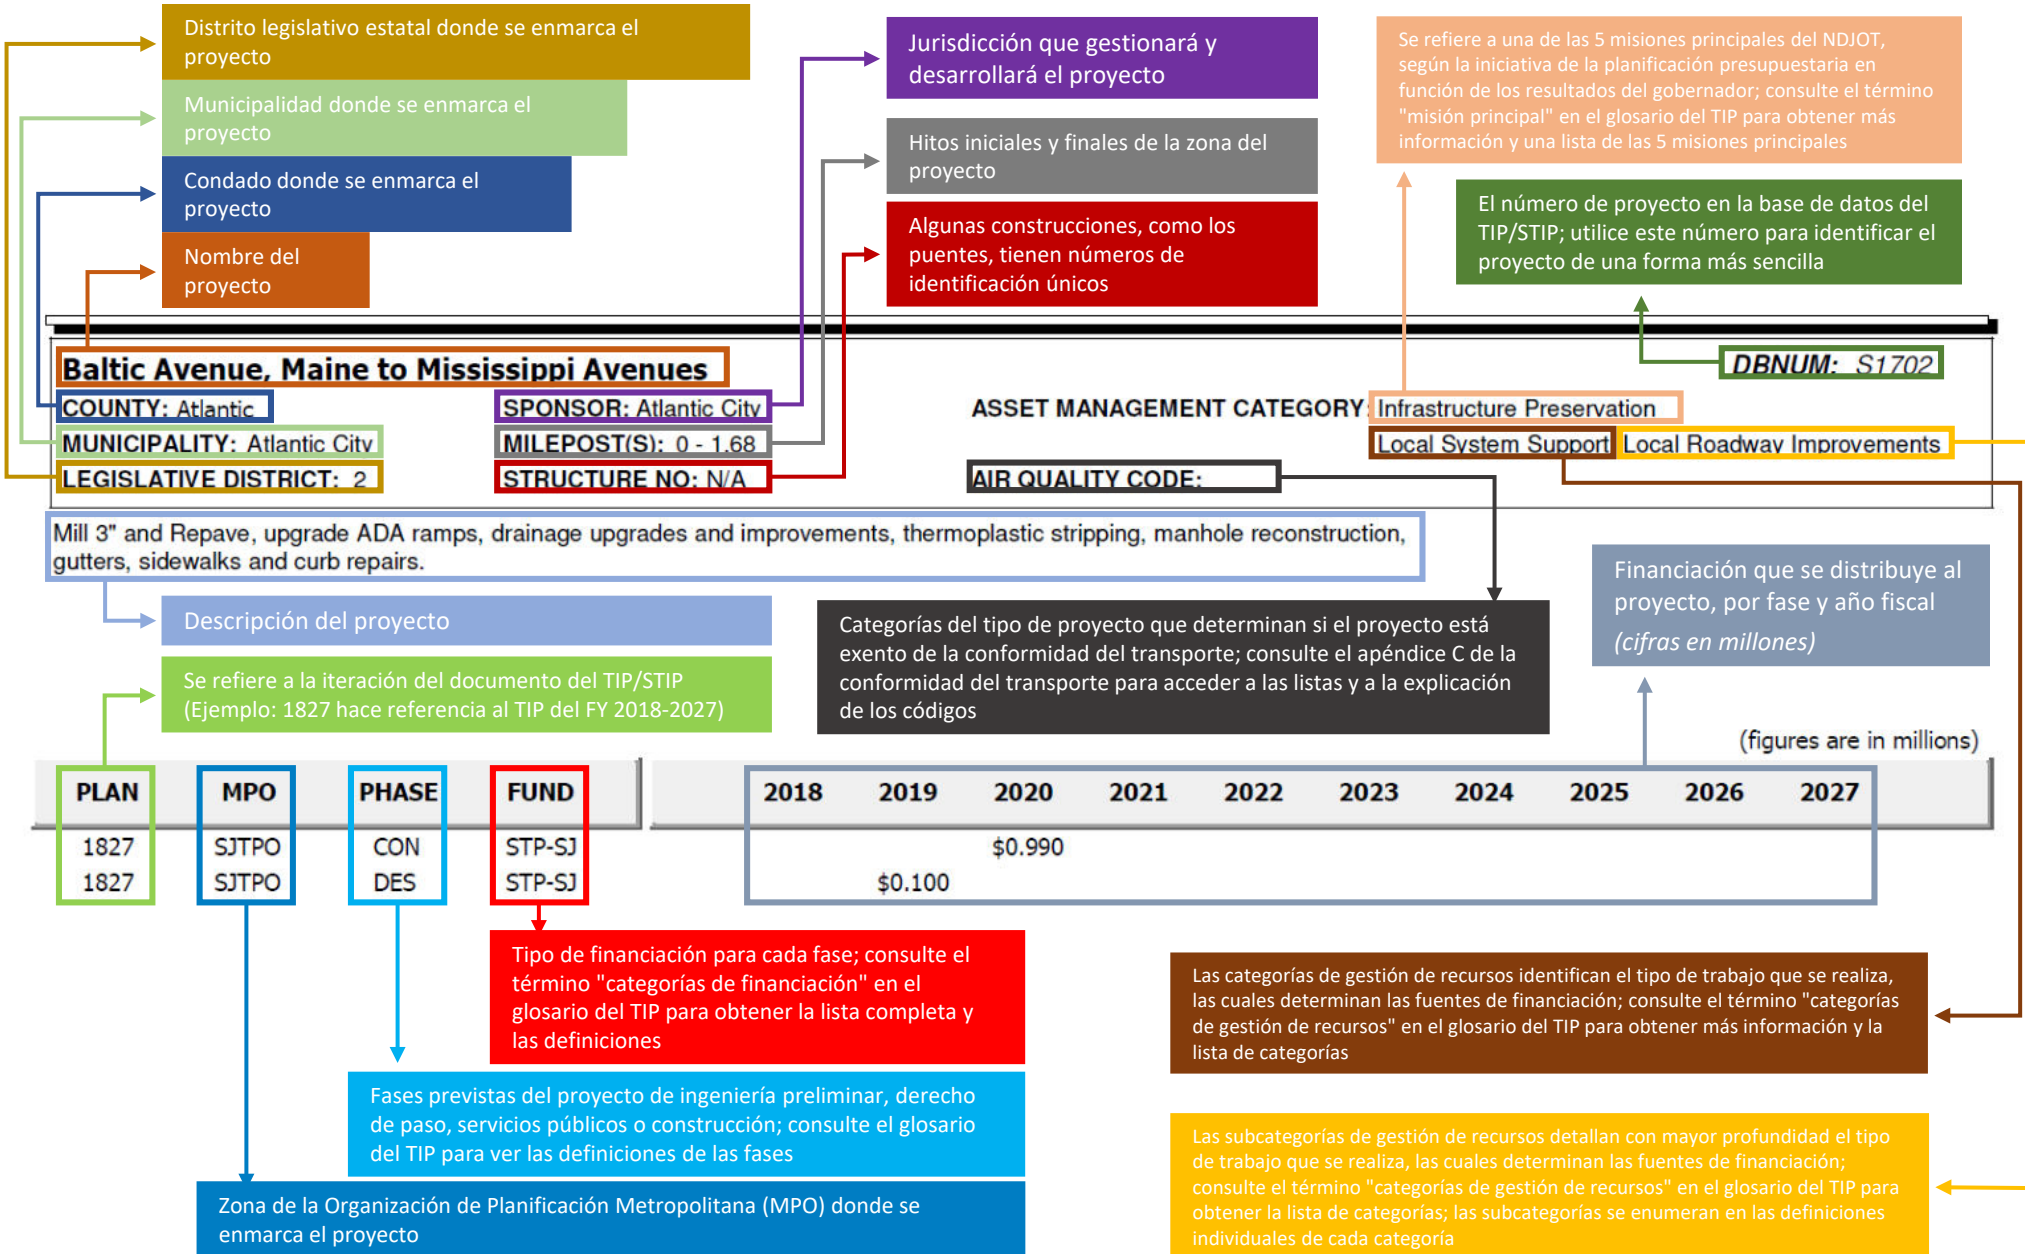 Distrito legislativo estatal donde se enmarca el
proyecto
Municipalidad donde se enmarca el
proyecto
Condado donde se enmarca el
proyecto
Nombre del
proyecto
Jurisdicción que gestionará y
desarrollará el proyecto
Hitos iniciales y finales de la zona del
proyecto
Algunas construcciones, como los
puentes, tienen números de
identificación únicos
Se refiere a una de las 5 misiones principales del NDJOT,
según la iniciativa de la planificación presupuestaria en
función de los resultados del gobernador; consulte el término
"misión principal" en el glosario del TIP para obtener más
información y una lista de las 5 misiones principales
El número de proyecto en la base de datos del
TIP/STIP; utilice este número para identificar el
proyecto de una forma más sencilla
Baltic Avenue, Maine to Mississippi Avenues
DBNUM: S1702
COUNTY: Atlantic
SPONSOR: Atlantic City
ASSET MANAGEMENT CATEGORY: Infrastructure Preservation
MUNICIPALITY: Atlantic City
MILEPOST(S): 0 - 1.68
Local System Support Local Roadway Improvements
LEGISLATIVE DISTRICT: 2
STRUCTURE NO: N/A
AIR QUALITY CODE:
Mill 3" and Repave, upgrade ADA ramps, drainage upgrades and improvements, thermoplastic stripping, manhole reconstruction,
gutters, sidewalks and curb repairs.
Descripción del proyecto
Se refiere a la iteración del documento del TIP/STIP
(Ejemplo: 1827 hace referencia al TIP del FY 2018-2027)
Categorías del tipo de proyecto que determinan si el proyecto está
exento de la conformidad del transporte; consulte el apéndice C de la
conformidad del transporte para acceder a las listas y a la explicación
de los códigos
Financiación que se distribuye al
proyecto, por fase y año fiscal
(cifras en millones)
(figures are in millions)
PLAN MPO PHASE FUND 2018 2019 2020 2021 2022 2023 2024 2025 2026 2027
1827 SJTPO CON STP-SJ $0.990
1827 SJTPO DES STP-SJ $0.100
Tipo de financiación para cada fase; consulte el
término "categorías de financiación" en el
glosario del TIP para obtener la lista completa y
las definiciones
Fases previstas del proyecto de ingeniería preliminar, derecho
de paso, servicios públicos o construcción; consulte el glosario
del TIP para ver las definiciones de las fases
Zona de la Organización de Planificación Metropolitana (MPO) donde se
enmarca el proyecto
Las categorías de gestión de recursos identifican el tipo de trabajo que se realiza,
las cuales determinan las fuentes de financiación; consulte el término "categorías
de gestión de recursos" en el glosario del TIP para obtener más información y la
lista de categorías
Las subcategorías de gestión de recursos detallan con mayor profundidad el tipo
de trabajo que se realiza, las cuales determinan las fuentes de financiación;
consulte el término "categorías de gestión de recursos" en el glosario del TIP para
obtener la lista de categorías; las subcategorías se enumeran en las definiciones
individuales de cada categoría